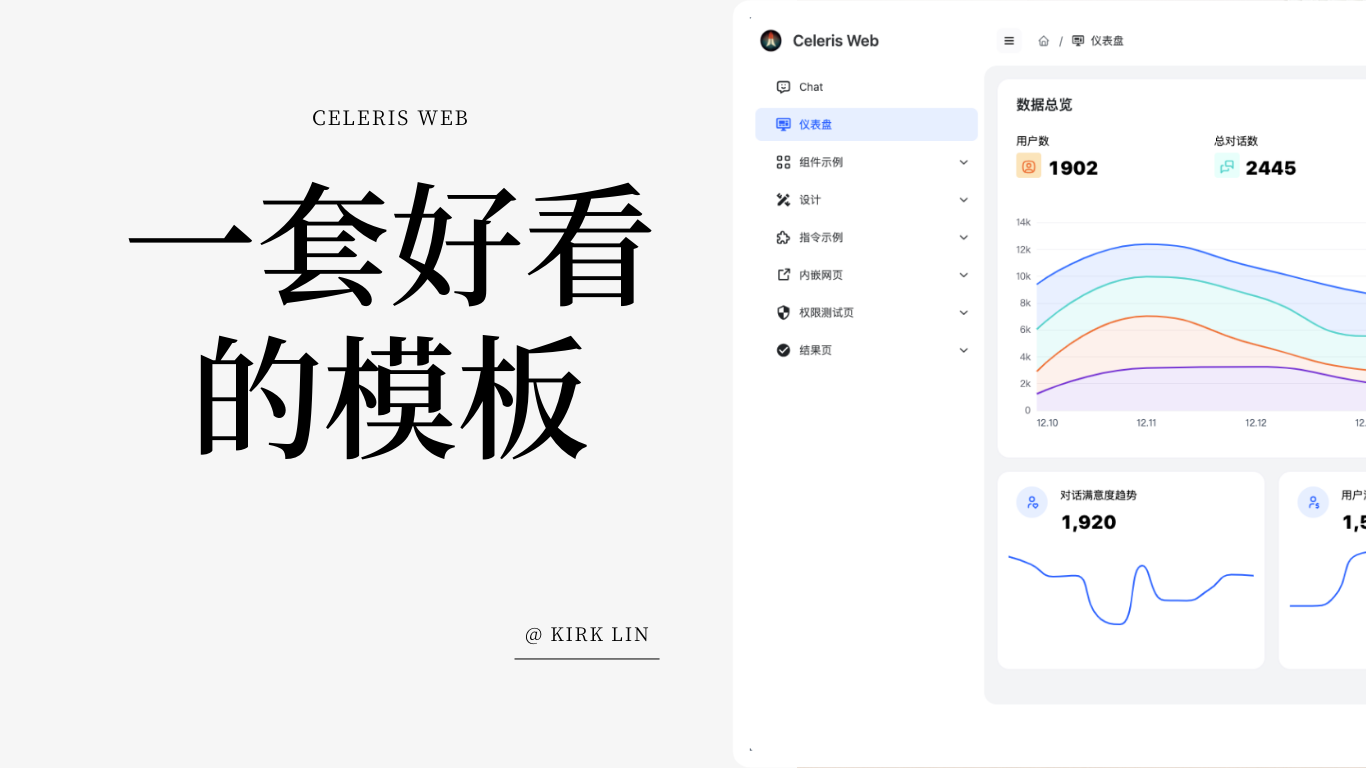 CELERIS WEB
一套好看
的模板
@ KIRK LIN
Celeris Web
/ 仪表盘
Chat
仪表盘
组件示例
设计
指令示例
内嵌网页
权限测试页
结果页
数据总览
用户数
1902
总对话数
2445
14k
12k
10k
8k
6k
4k
2k
0
12.10 12.11 12.12 12.
对话满意度趋势
1,920
用户
1,5